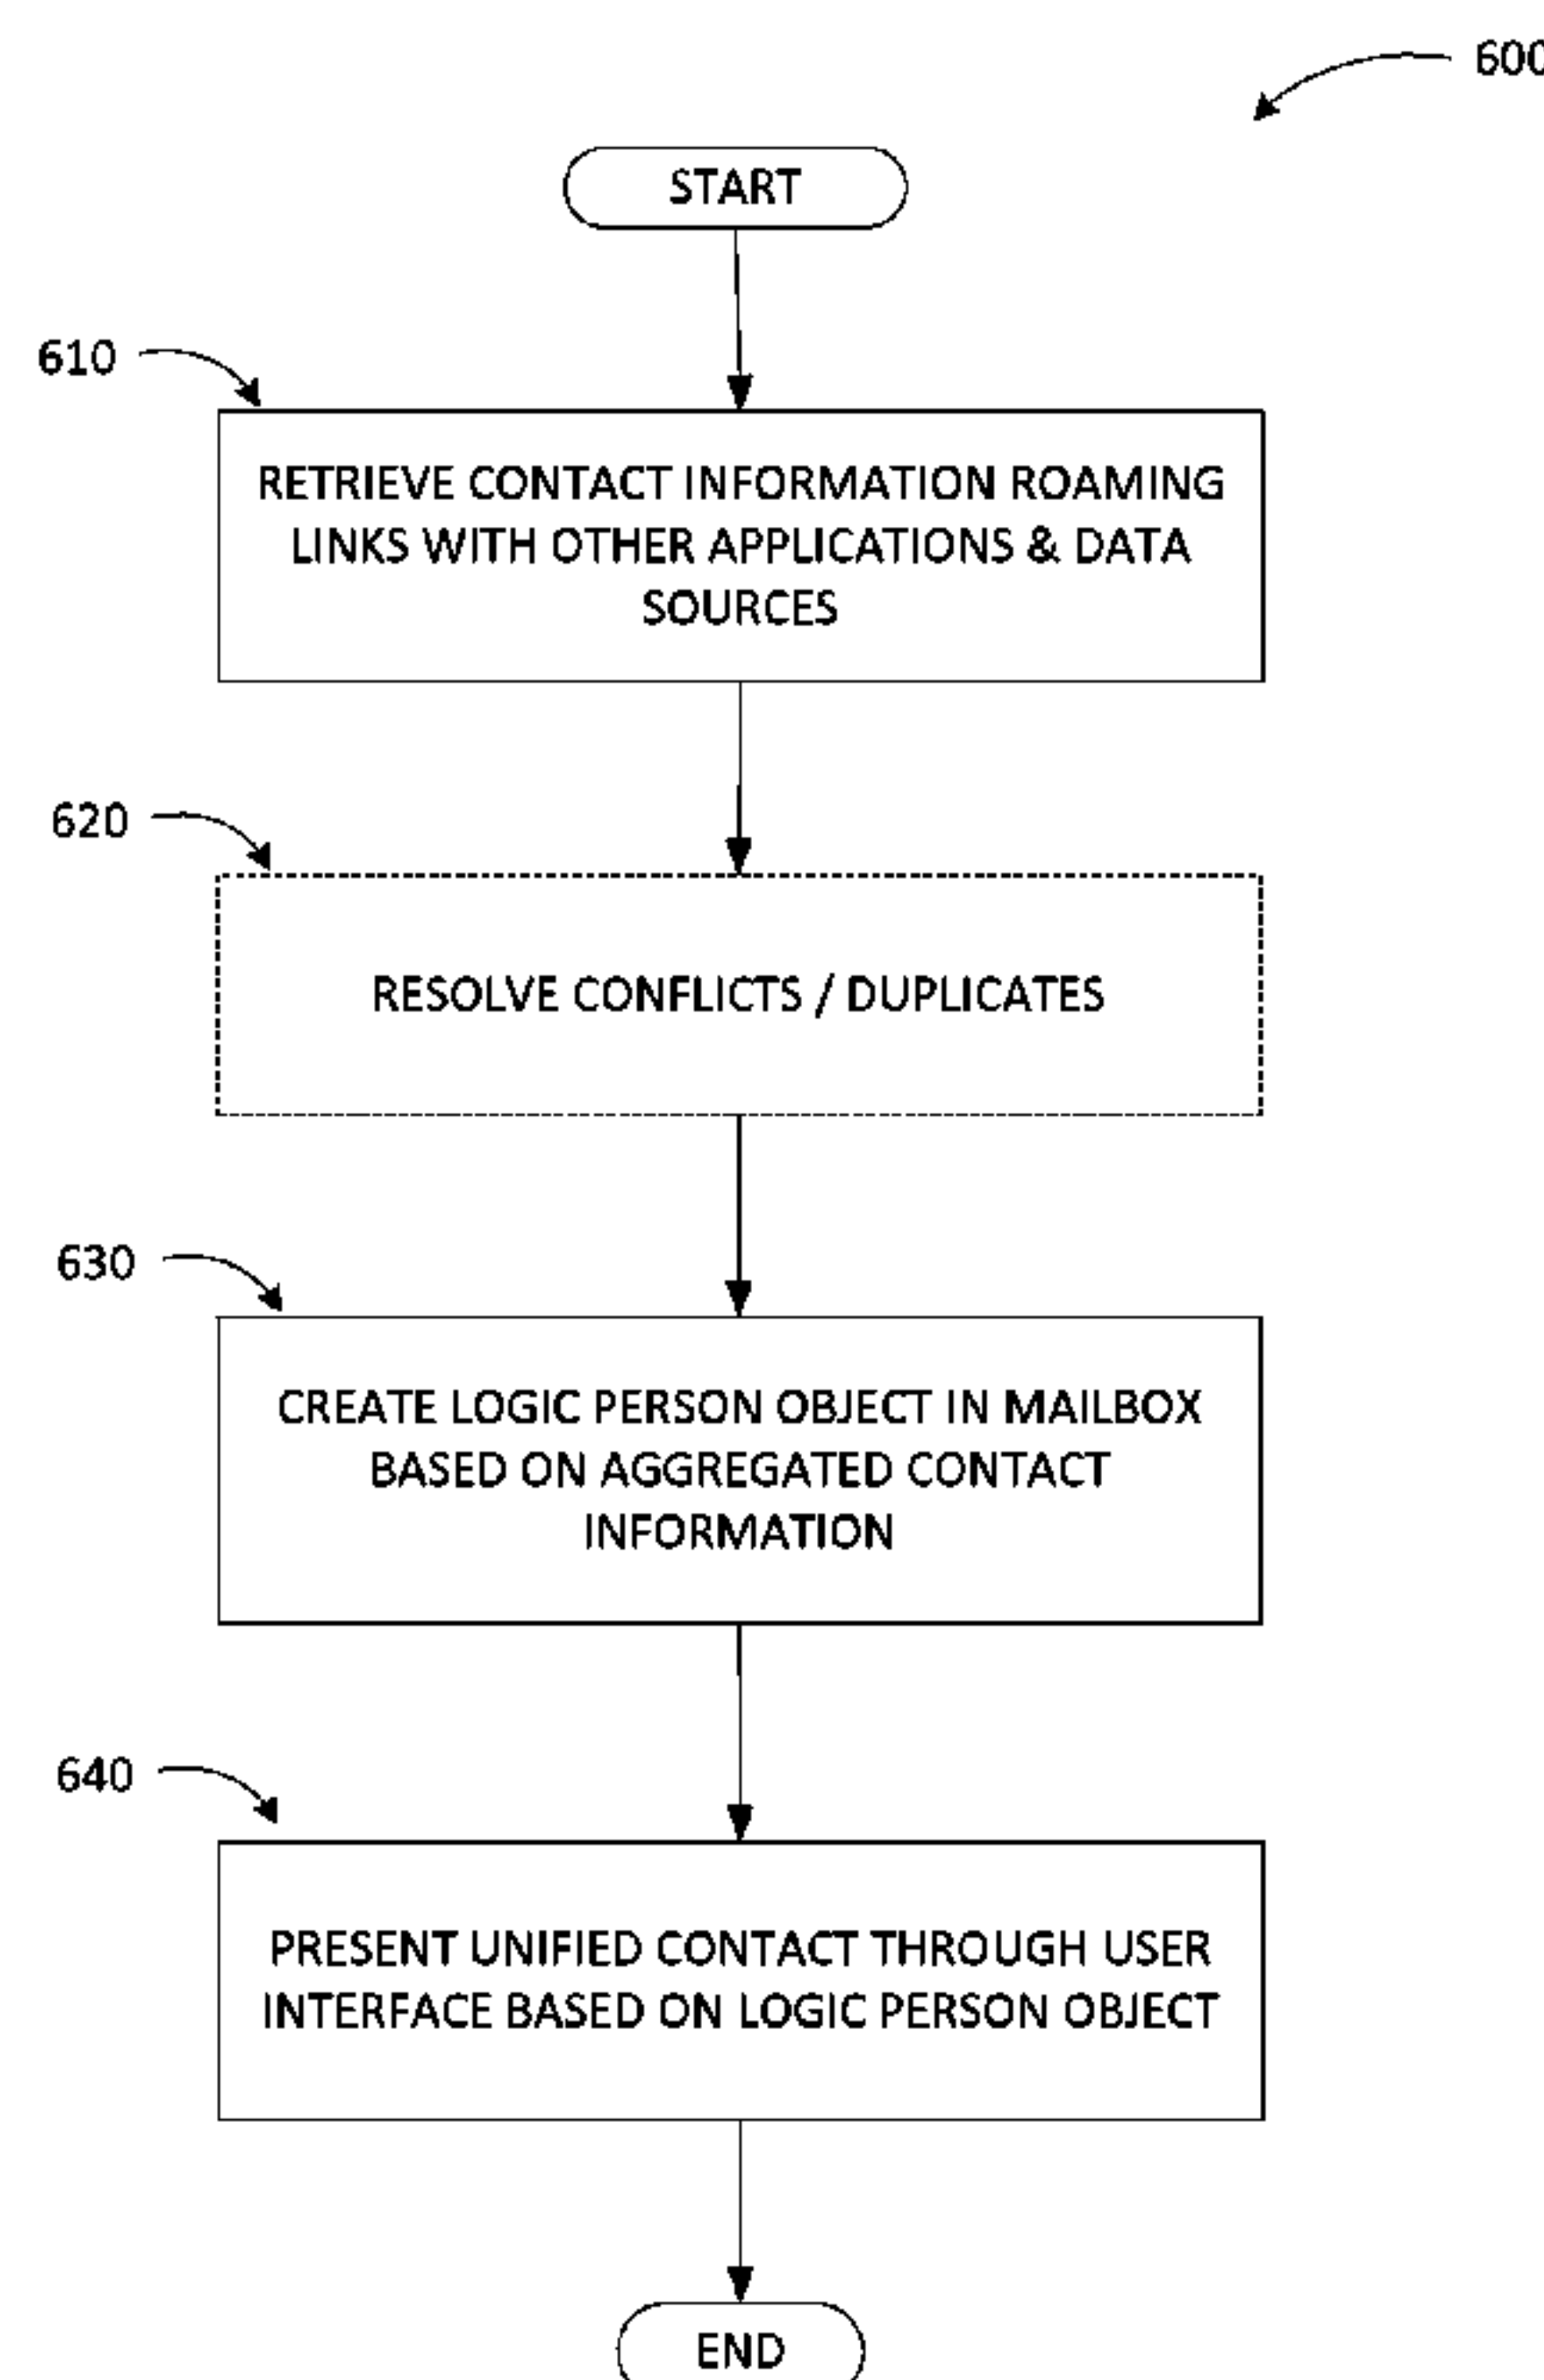 600
START
610
RETRIEVE CONTACT INFORMATION ROAMING
LINKS WITH OTHER APPLICATIONS & DATA
SOURCES
620
RESOLVE CONFLICTS / DUPLICATES
630
CREATE LOGIC PERSON OBJECT IN MAILBOX
BASED ON AGGREGATED CONTACT
INFORMATION
640
PRESENT UNIFIED CONTACT THROUGH USER
INTERFACE BASED ON LOGIC PERSON OBJECT
END